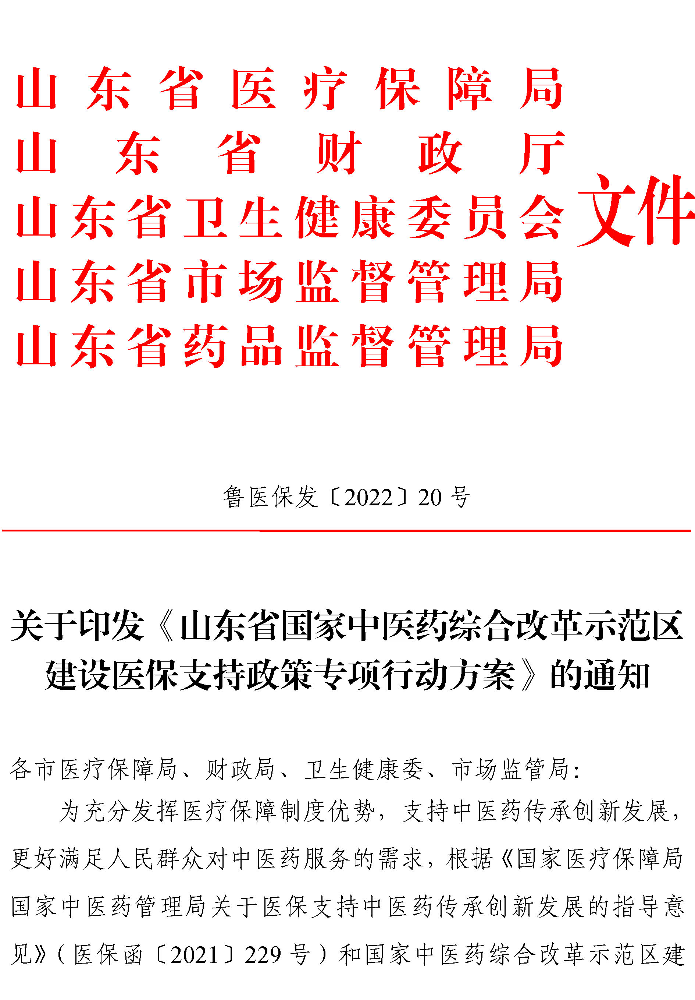 山东省医疗保障局
山东省财政厅
山东省卫生健康委员会 文件
山东省市场监督管理局
山东省药品监督管理局
鲁医保发〔2022〕20 号
关于印发《山东省国家中医药综合改革示范区
建设医保支持政策专项行动方案》的通知
各市医疗保障局、财政局、卫生健康委、市场监管局：
为充分发挥医疗保障制度优势，支持中医药传承创新发展，
更好满足人民群众对中医药服务的需求，根据《国家医疗保障局
国家中医药管理局关于医保支持中医药传承创新发展的指导意
见》（医保函〔2021〕229 号）和国家中医药综合改革示范区建